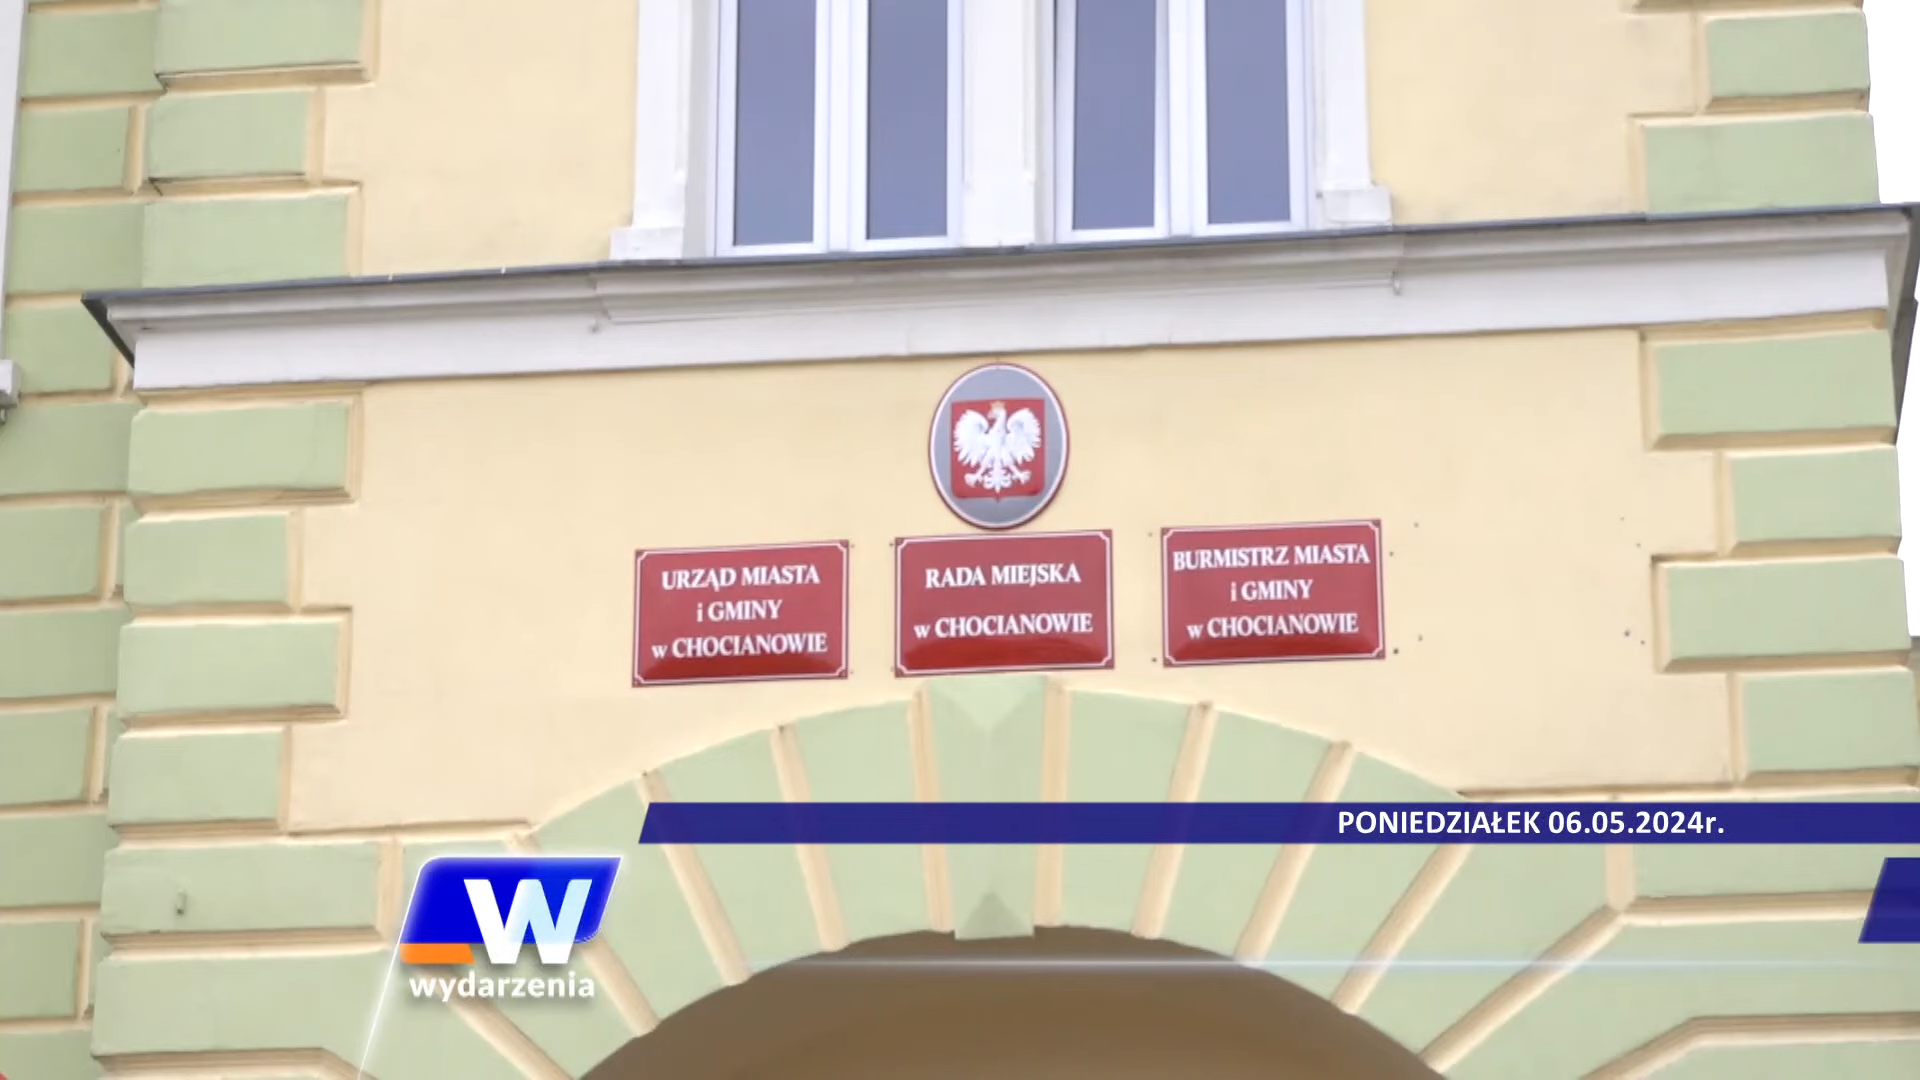 URZĄD MIASTA
i GMINY
w CHOCIANOWIE
RADA MIEJSKA
w CHOCIANOWIE
BURMISTRZ MIASTA
i GMINY
w CHOCIANOWIE
PONIEDZIAŁEK 06.05.2024r.
W
wydarzenia